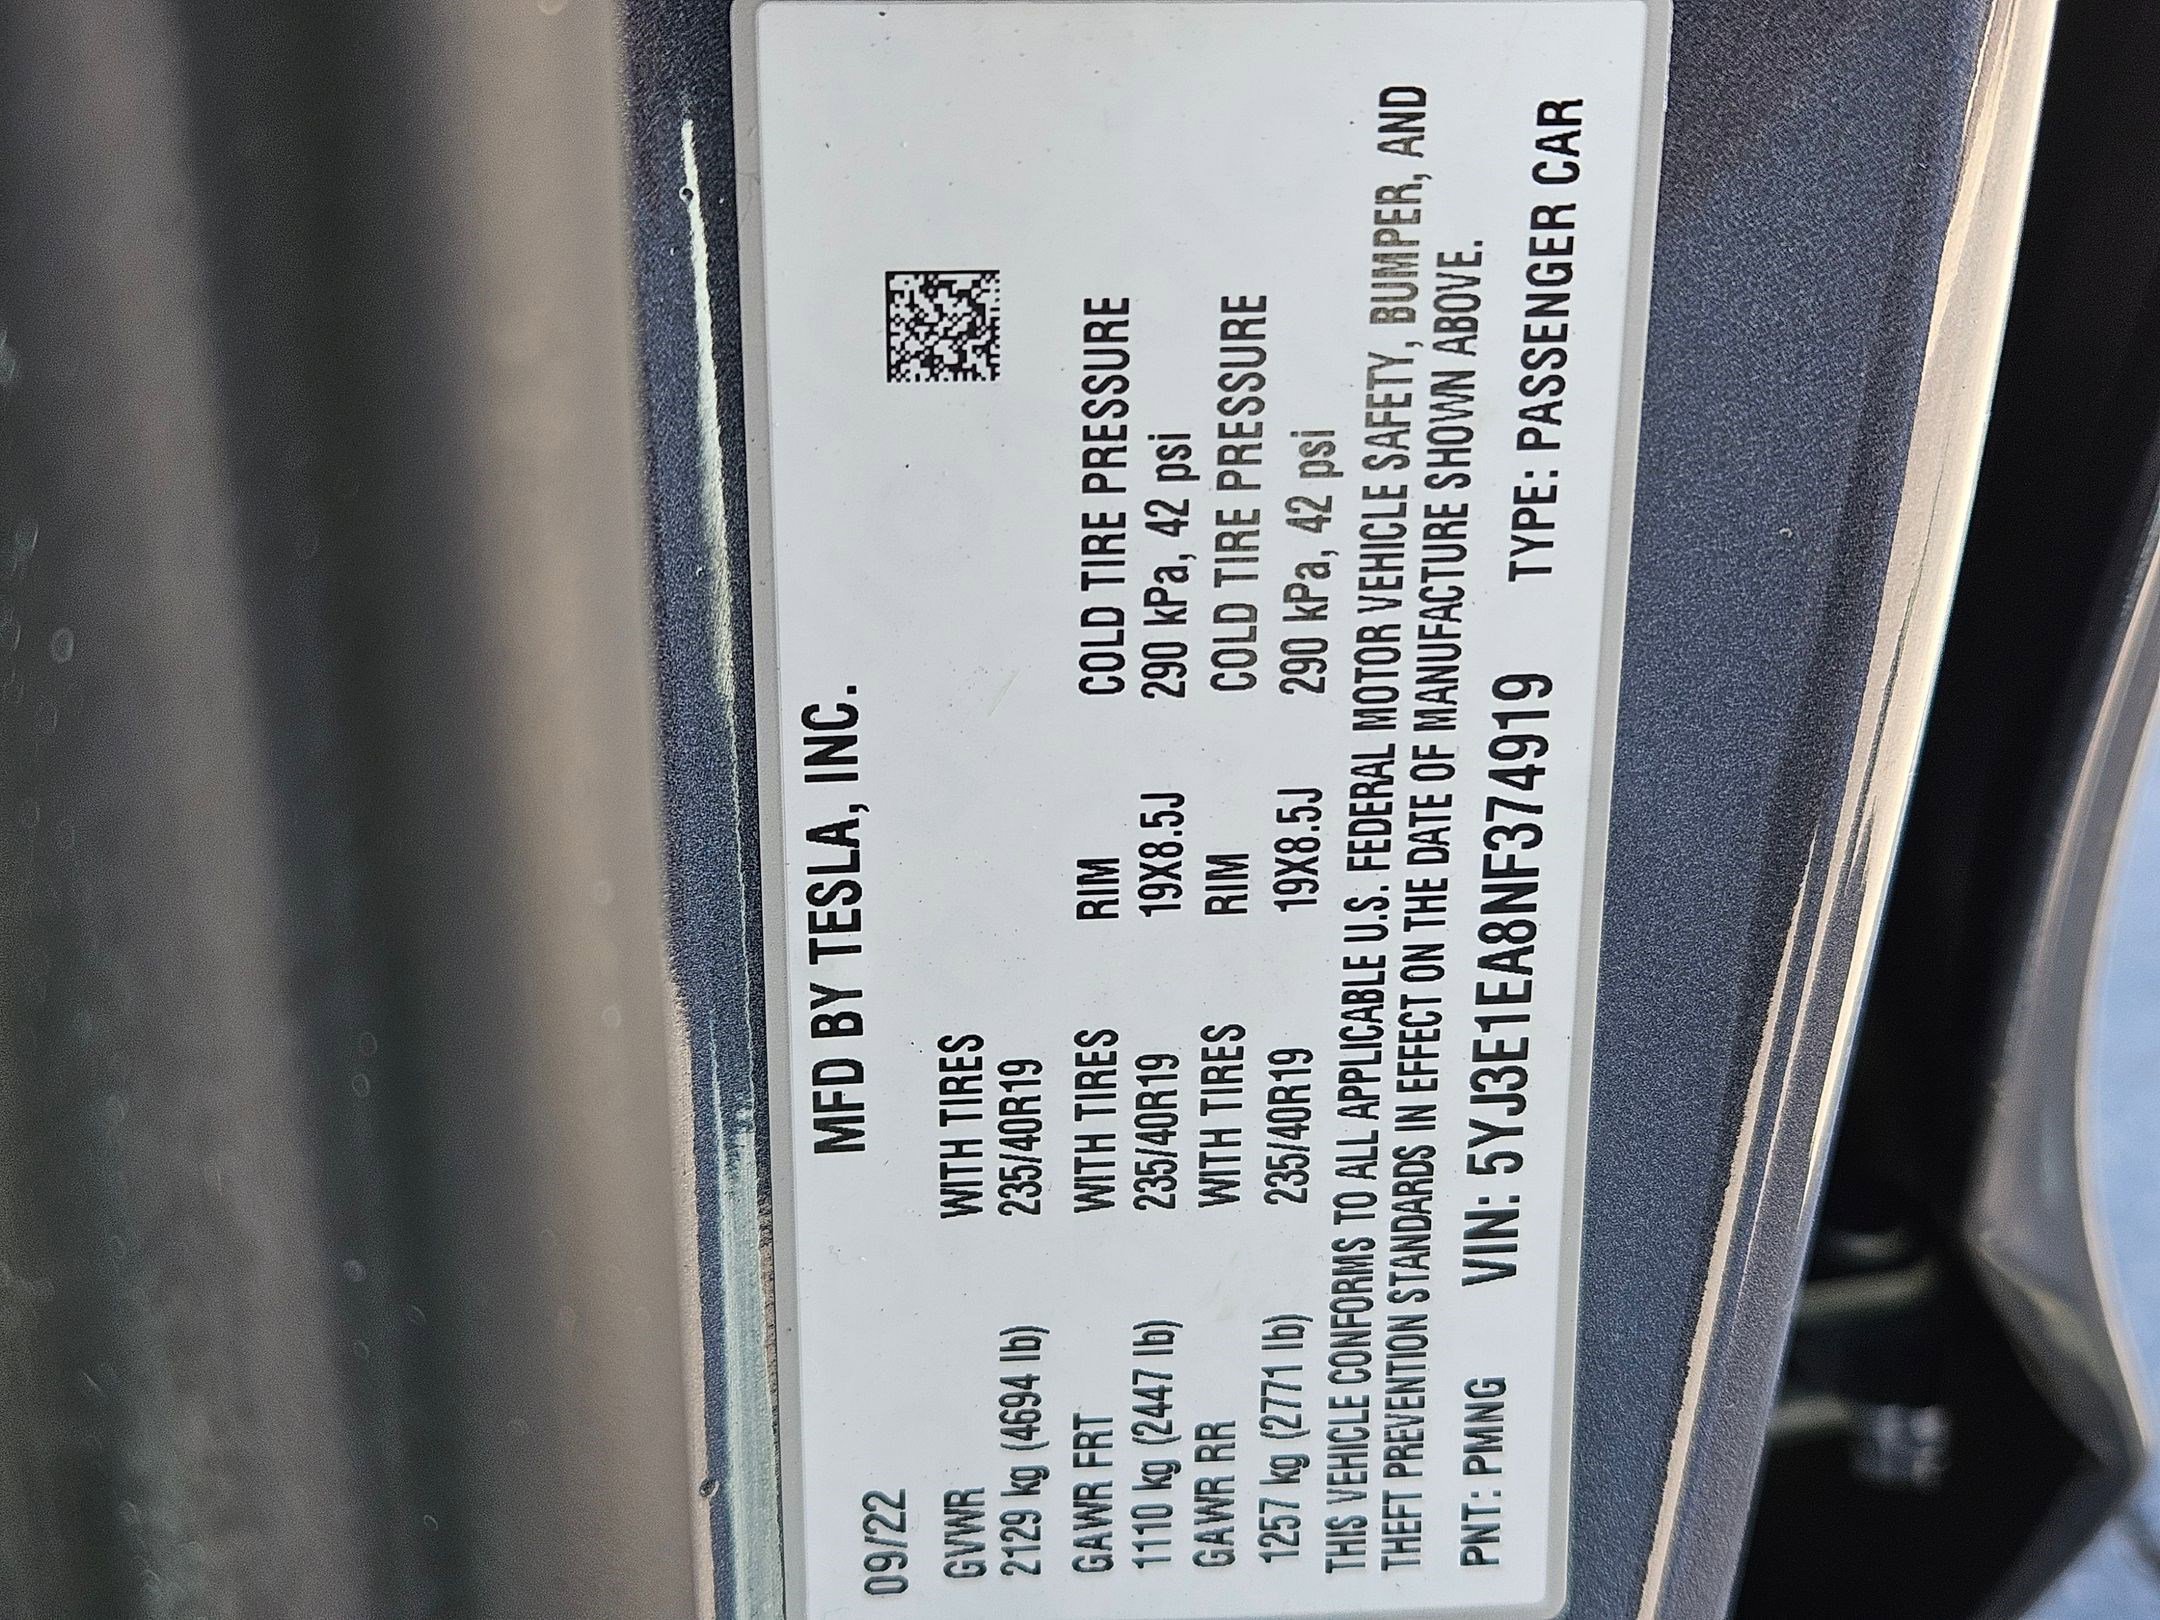 MFD BY TESLA, INC.
09/22
GVWR WITH TIRES
2129 kg (4694 lb) 235/40R19
GAWR FRT WITH TIRES RIM COLD TIRE PRESSURE
1110 kg (2447 lb) 235/40R19 19X8.5J 290 kPa, 42 psi
GAWR RR WITH TIRES RIM COLD TIRE PRESSURE
1257 kg (2771 lb) 235/40R19 19X8.5J 290 kPa, 42 psi
THIS VEHICLE CONFORMS TO ALL APPLICABLE U.S. FEDERAL MOTOR VEHICLE SAFETY, BUMPER, AND
THEFT PREVENTION STANDARDS IN EFFECT ON THE DATE OF MANUFACTURE SHOWN ABOVE.
PNT: PMNG VIN: 5YJ3E1EA8NF374919 TYPE: PASSENGER CAR